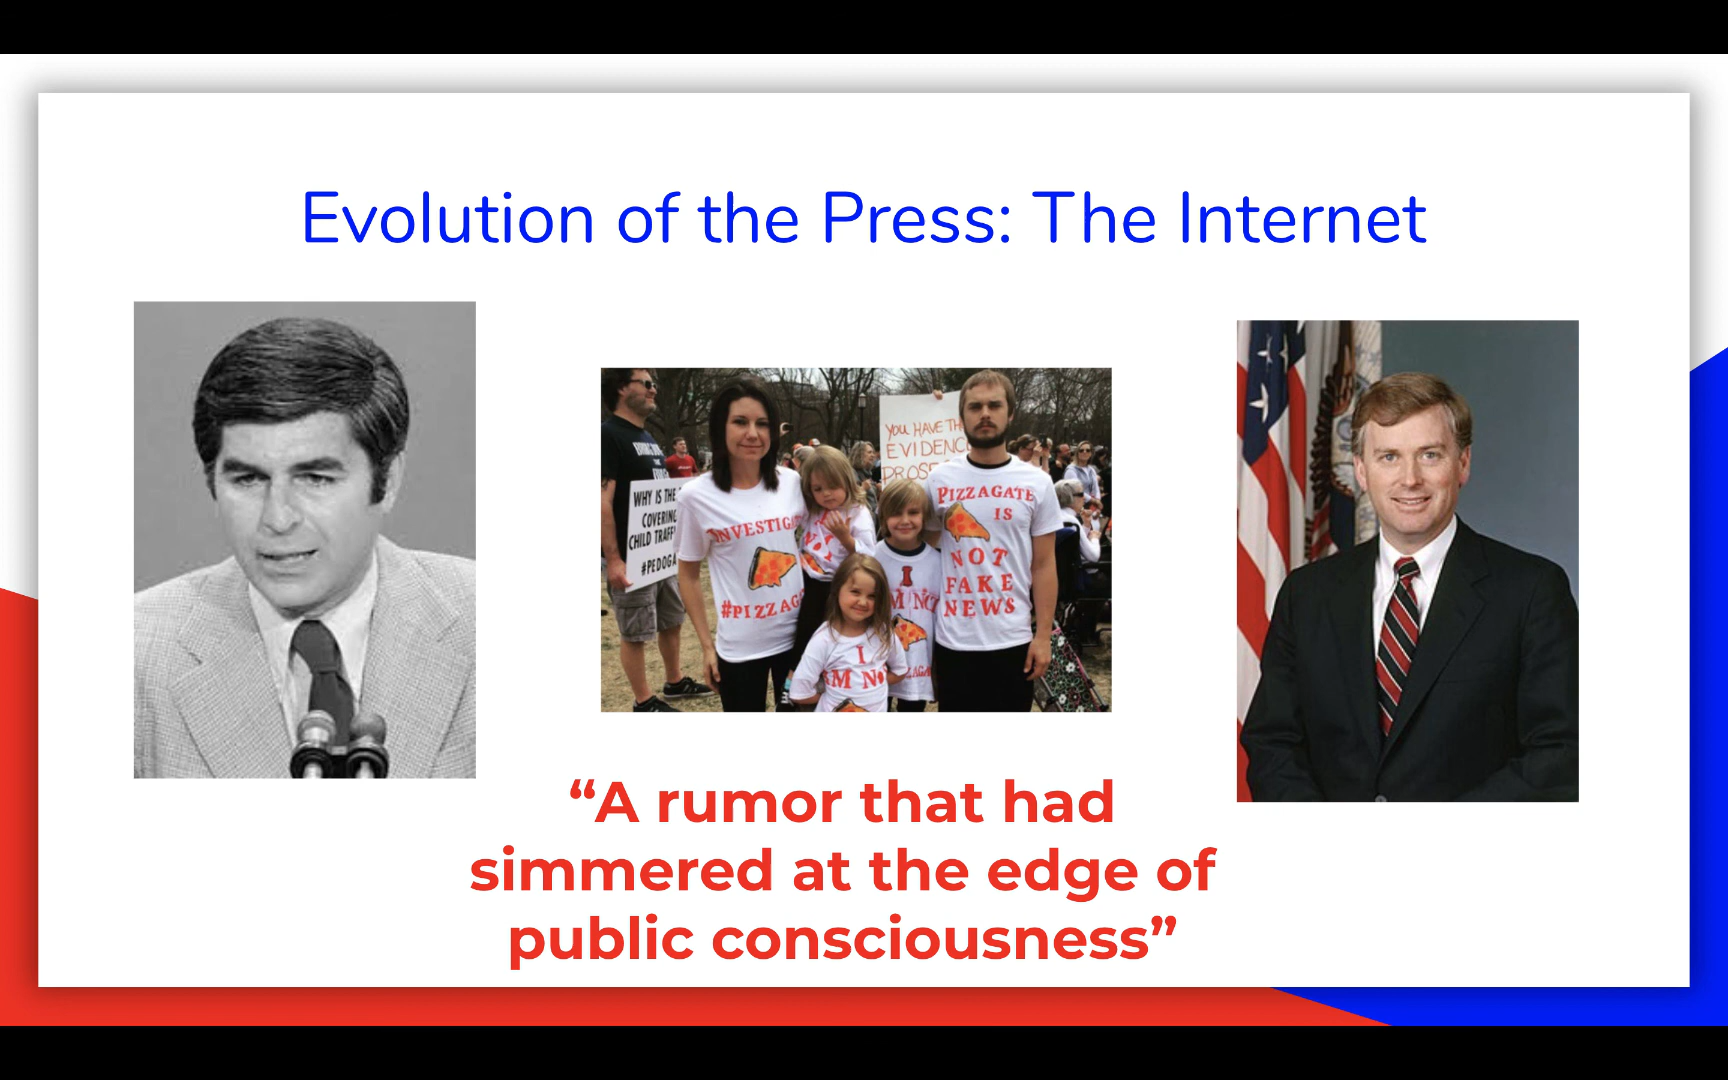 Evolution of the Press: The Internet
WHY IS THE
COVERING
CHILD TRAFF
#PEDOGA
INVESTIGA
#PIZZAG
YOU HAVE TH
EVIDENC
PROSE
PIZZAGATE
IS
NOT
FAKE
NEWS
I
I
M NO
“A rumor that had
simmered at the edge of
public consciousness”